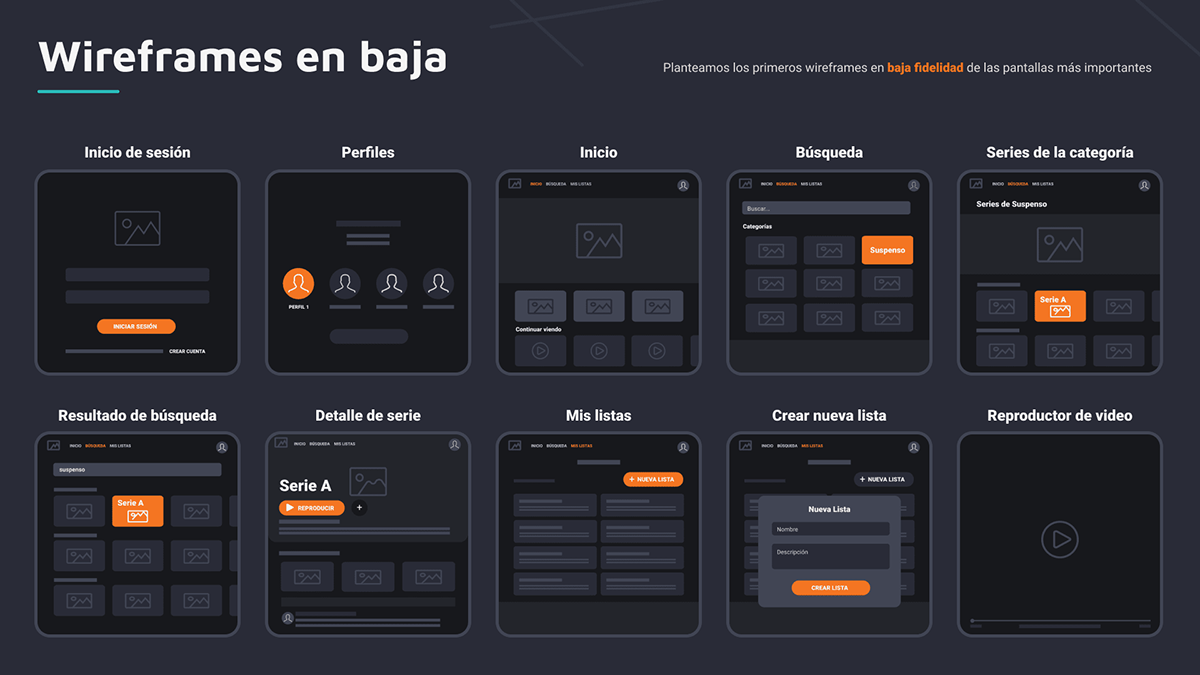 Wireframes en baja
Planteamos los primeros wireframes en baja fidelidad de las pantallas más importantes
Inicio de sesión
INICIAR SESIÓN
CREAR CUENTA
Perfiles
PERFIL 1
Inicio
INICIO BÚSQUEDA MIS LISTAS
Continuar viendo
Búsqueda
INICIO BÚSQUEDA MIS LISTAS
Buscar...
Categorías
Suspenso
Series de la categoría
INICIO BÚSQUEDA MIS LISTAS
Series de Suspenso
Serie A
Resultado de búsqueda
INICIO BÚSQUEDA MIS LISTAS
suspenso
Serie A
Detalle de serie
INICIO BÚSQUEDA MIS LISTAS
Serie A
REPRODUCIR
+
Mis listas
INICIO BÚSQUEDA MIS LISTAS
+ NUEVA LISTA
Crear nueva lista
INICIO BÚSQUEDA MIS LISTAS
+ NUEVA LISTA
Nueva Lista
Nombre
Descripción
CREAR LISTA
Reproductor de video